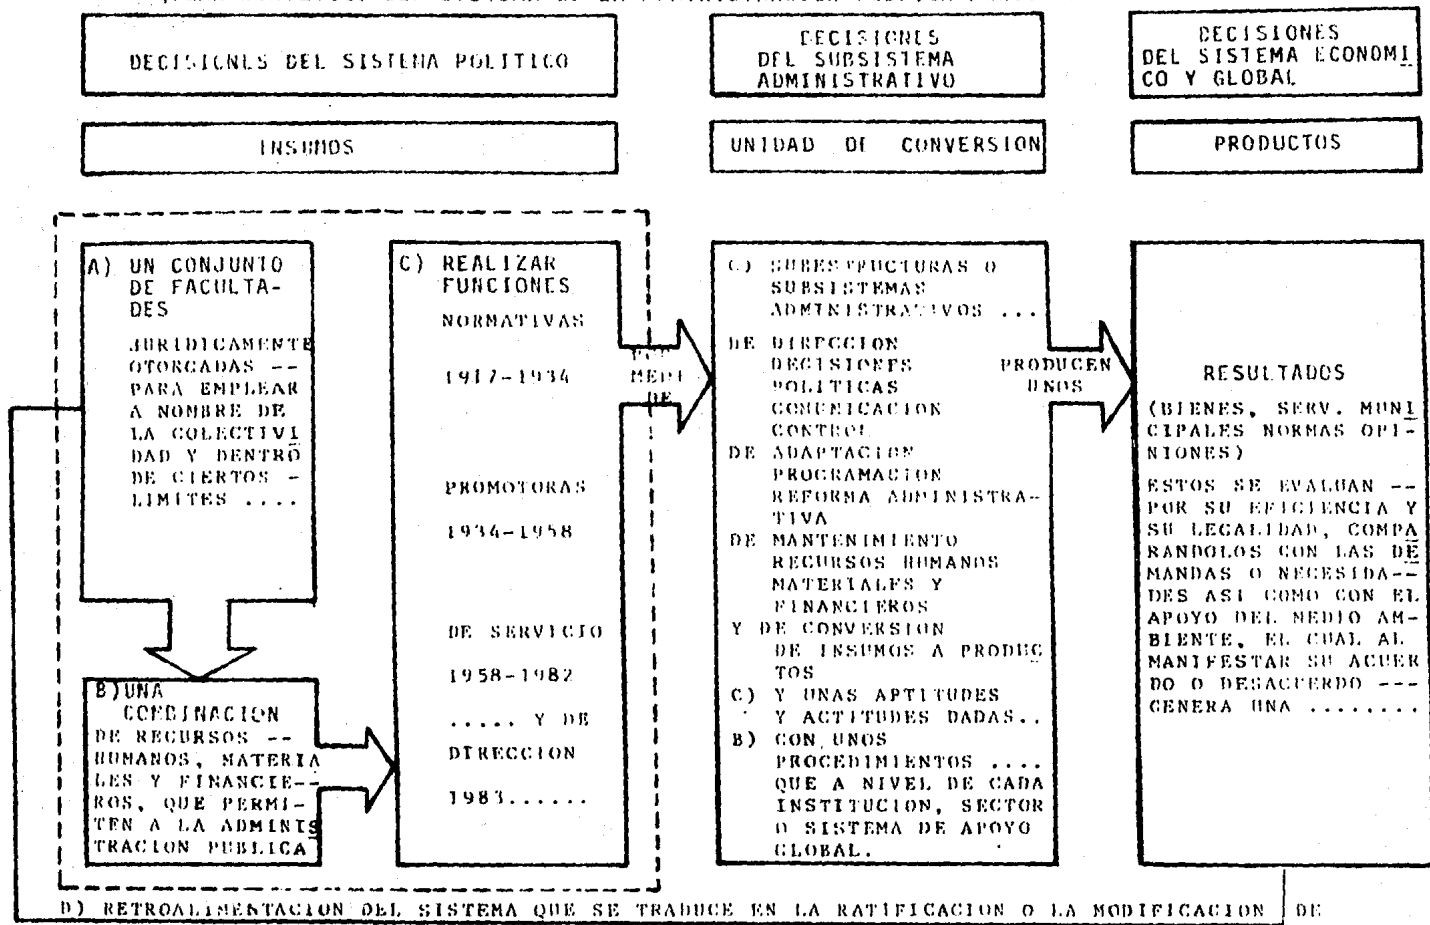 DECISIONES DEL SISTEMA POLITICO
DECISIONES
DEL SUBSISTEMA
ADMINISTRATIVO
DECISIONES
DEL SISTEMA ECONOMI
CO Y GLOBAL
INSUMOS
UNIDAD DE CONVERSION
PRODUCTOS
A) UN CONJUNTO
DE FACULTA-
DES
JURIDICAMENTE
OTORGADAS --
PARA EMPLEAR
A NOMBRE DE
LA COLECTIVI
DAD Y DENTRO
DE CIERTOS -
LIMITES ....
B) UNA
COMBINACION
DE RECURSOS --
HUMANOS, MATERIA
LES Y FINANCIE--
ROS, QUE PERMI-
TEN A LA ADMINIS
TRACION PUBLICA
C) REALIZAR
FUNCIONES
NORMATIVAS
1917-1934
PROMOTORAS
1934-1958
DE SERVICIO
1958-1982
..... Y DE
DIRECCION
1983......
POR
MEDI
DE
C) SUBESTRUCTURAS O
SUBSISTEMAS
ADMINISTRATIVOS ...
DE DIRECCION
DECISIONES
POLITICAS
COMUNICACION
CONTROL
DE ADAPTACION
PROGRAMACION
REFORMA ADMINISTRA-
TIVA
DE MANTENIMIENTO
RECURSOS HUMANOS
MATERIALES Y
FINANCIEROS
Y DE CONVERSION
DE INSUMOS A PRODUC
TOS
C) Y UNAS APTITUDES
Y ACTITUDES DADAS..
B) CON UNOS
PROCEDIMIENTOS ....
QUE A NIVEL DE CADA
INSTITUCION, SECTOR
O SISTEMA DE APOYO
GLOBAL.
PRODUCEN
UNOS
RESULTADOS
(BIENES, SERV. MUNI
CIPALES NORMAS OPI-
NIONES)
ESTOS SE EVALUAN --
POR SU EFICIENCIA Y
SU LEGALIDAD, COMPA
RANDOLOS CON LAS DE
MANDAS O NECESIDA--
DES ASI COMO CON EL
APOYO DEL MEDIO AM-
BIENTE, EL CUAL AL
MANIFESTAR SU ACUER
DO O DESACUERDO ---
GENERA UNA ........
D) RETROALIMENTACION DEL SISTEMA QUE SE TRADUCE EN LA RATIFICACION O LA MODIFICACION DE